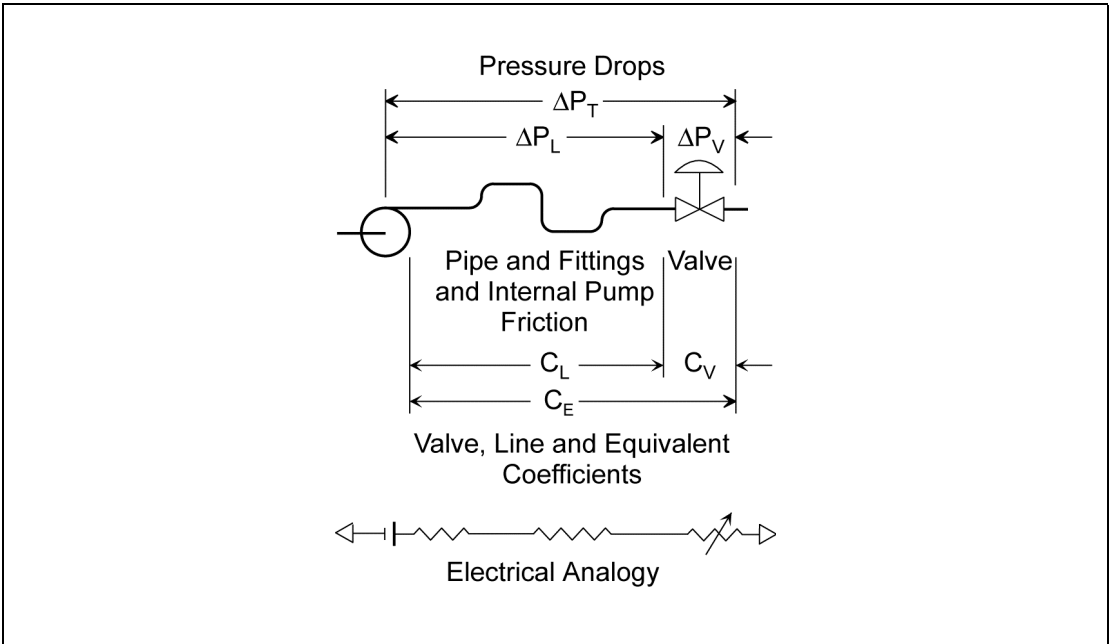 Pressure Drops
ΔP_T
ΔP_L
ΔP_V
Pipe and Fittings
and Internal Pump
Friction
Valve
C_L
C_V
C_E
Valve, Line and Equivalent
Coefficients
Electrical Analogy